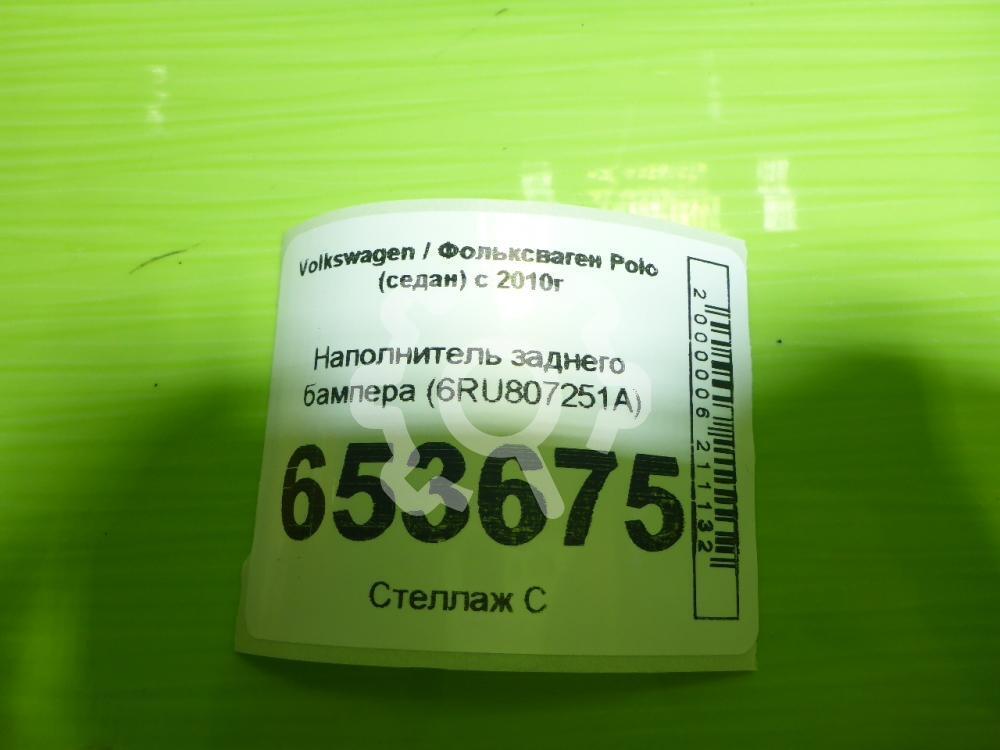 Volkswagen / Фольксваген Polo
(седан) с 2010г
Наполнитель заднего
бампера (6RU807251A)
653675
Стеллаж С
2000006211132